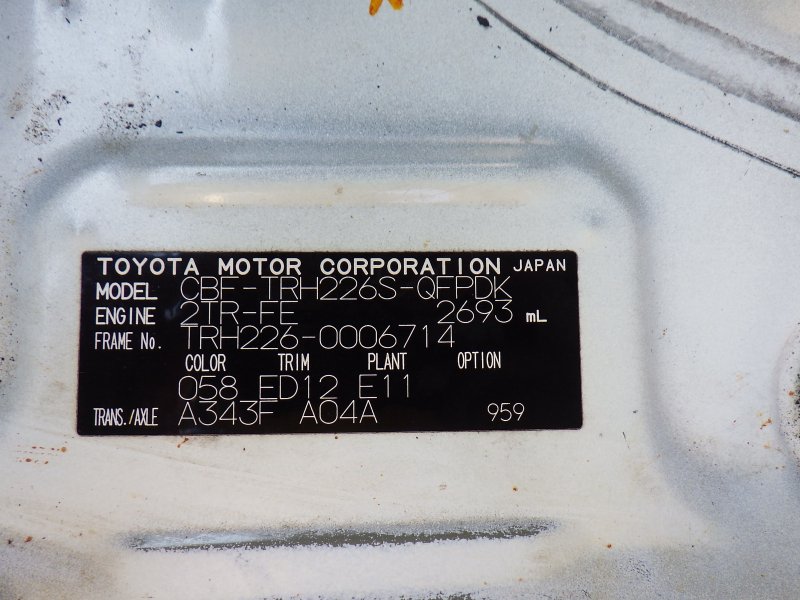 TOYOTA MOTOR CORPORATION JAPAN
MODEL CBF-TRH226S-QFPDK
ENGINE 2TR-FE 2693 mL
FRAME No. TRH226-0006714
COLOR TRIM PLANT OPTION
058 ED12 E11
TRANS./AXLE A343F A04A 959